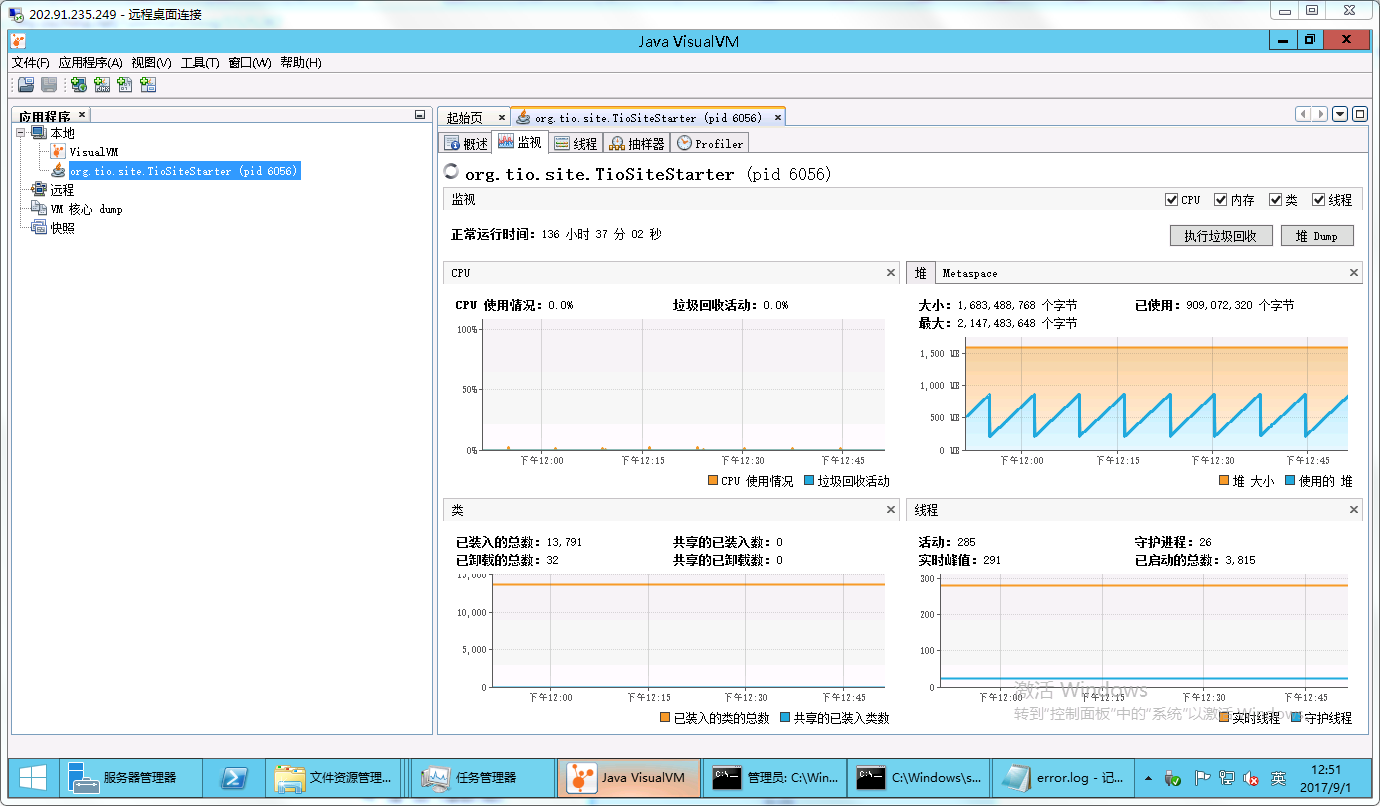 202.91.235.249 - 远程桌面连接
Java VisualVM
文件(F) 应用程序(A) 视图(V) 工具(T) 窗口(W) 帮助(H)
应用程序
本地
VisualVM
org.tio.site.TioSiteStarter (pid 6056)
远程
VM 核心 dump
快照
起始页 org.tio.site.TioSiteStarter (pid 6056)
概述 监视 线程 抽样器 Profiler
org.tio.site.TioSiteStarter (pid 6056)
监视 CPU 内存 类 线程
正常运行时间: 136 小时 37 分 02 秒 执行垃圾回收 堆 Dump
CPU
CPU 使用情况: 0.0% 垃圾回收活动: 0.0%
100%
50%
0%
下午12:00 下午12:15 下午12:30 下午12:45
CPU 使用情况 垃圾回收活动
堆 Metaspace
大小: 1,683,488,768 个字节 已使用: 909,072,320 个字节
最大: 2,147,483,648 个字节
1,500 MB
1,000 MB
500 MB
0 MB
下午12:00 下午12:15 下午12:30 下午12:45
堆 大小 使用的 堆
类
已装入的总数: 13,791 共享的已装入数: 0
已卸载的总数: 32 共享的已卸载数: 0
15,000
10,000
5,000
0
下午12:00 下午12:15 下午12:30 下午12:45
已装入的类的总数 共享的已装入类数
线程
活动: 285 守护进程: 26
实时峰值: 291 已启动的总数: 3,815
300
200
100
0
下午12:00 下午12:15 下午12:30 下午12:45
实时线程 守护线程
激活 Windows
转到“控制面板”中的“系统”以激活 Windows。
服务器管理器 文件资源管理... 任务管理器 Java VisualVM 管理员: C:\Win... C:\Windows\s... error.log - 记... 英 12:51
2017/9/1